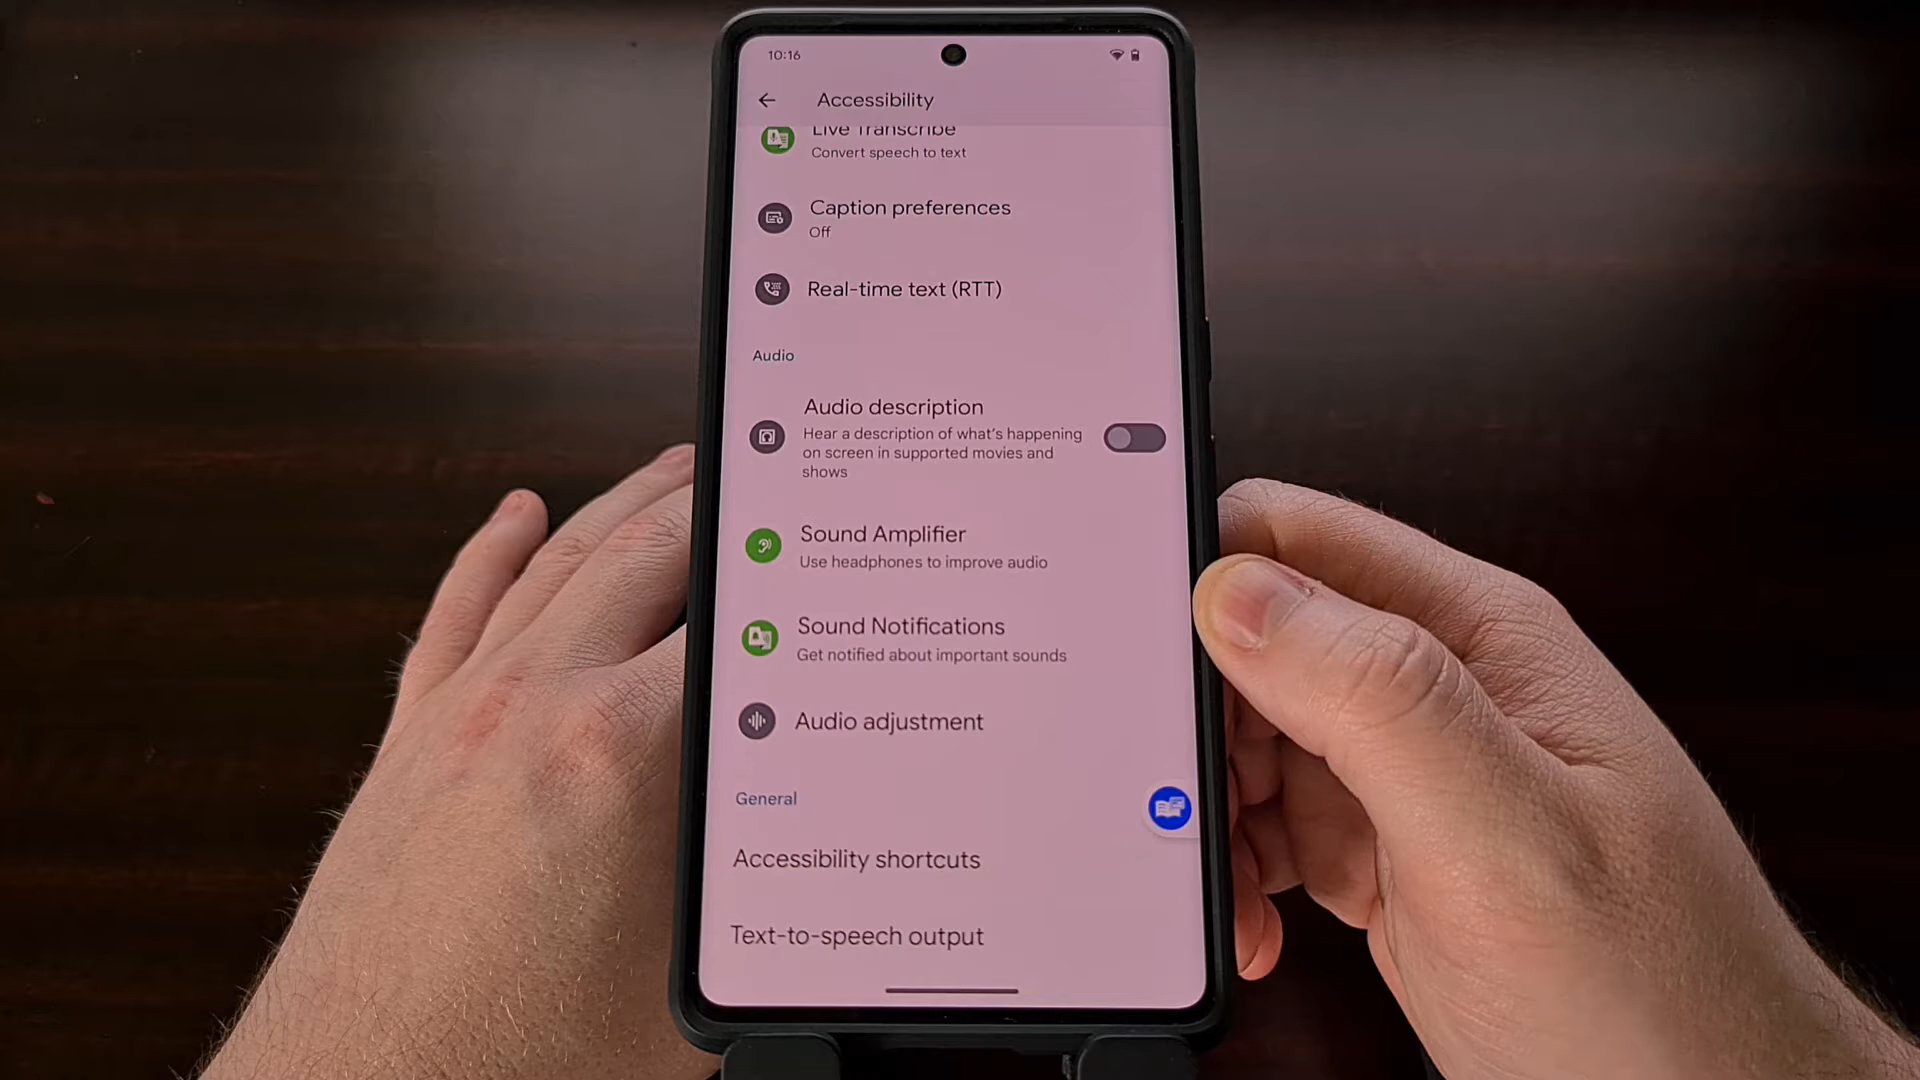 10:16
Accessibility
Live Transcribe
Convert speech to text
Caption preferences
Off
Real-time text (RTT)
Audio
Audio description
Hear a description of what's happening
on screen in supported movies and
shows
Sound Amplifier
Use headphones to improve audio
Sound Notifications
Get notified about important sounds
Audio adjustment
General
Accessibility shortcuts
Text-to-speech output